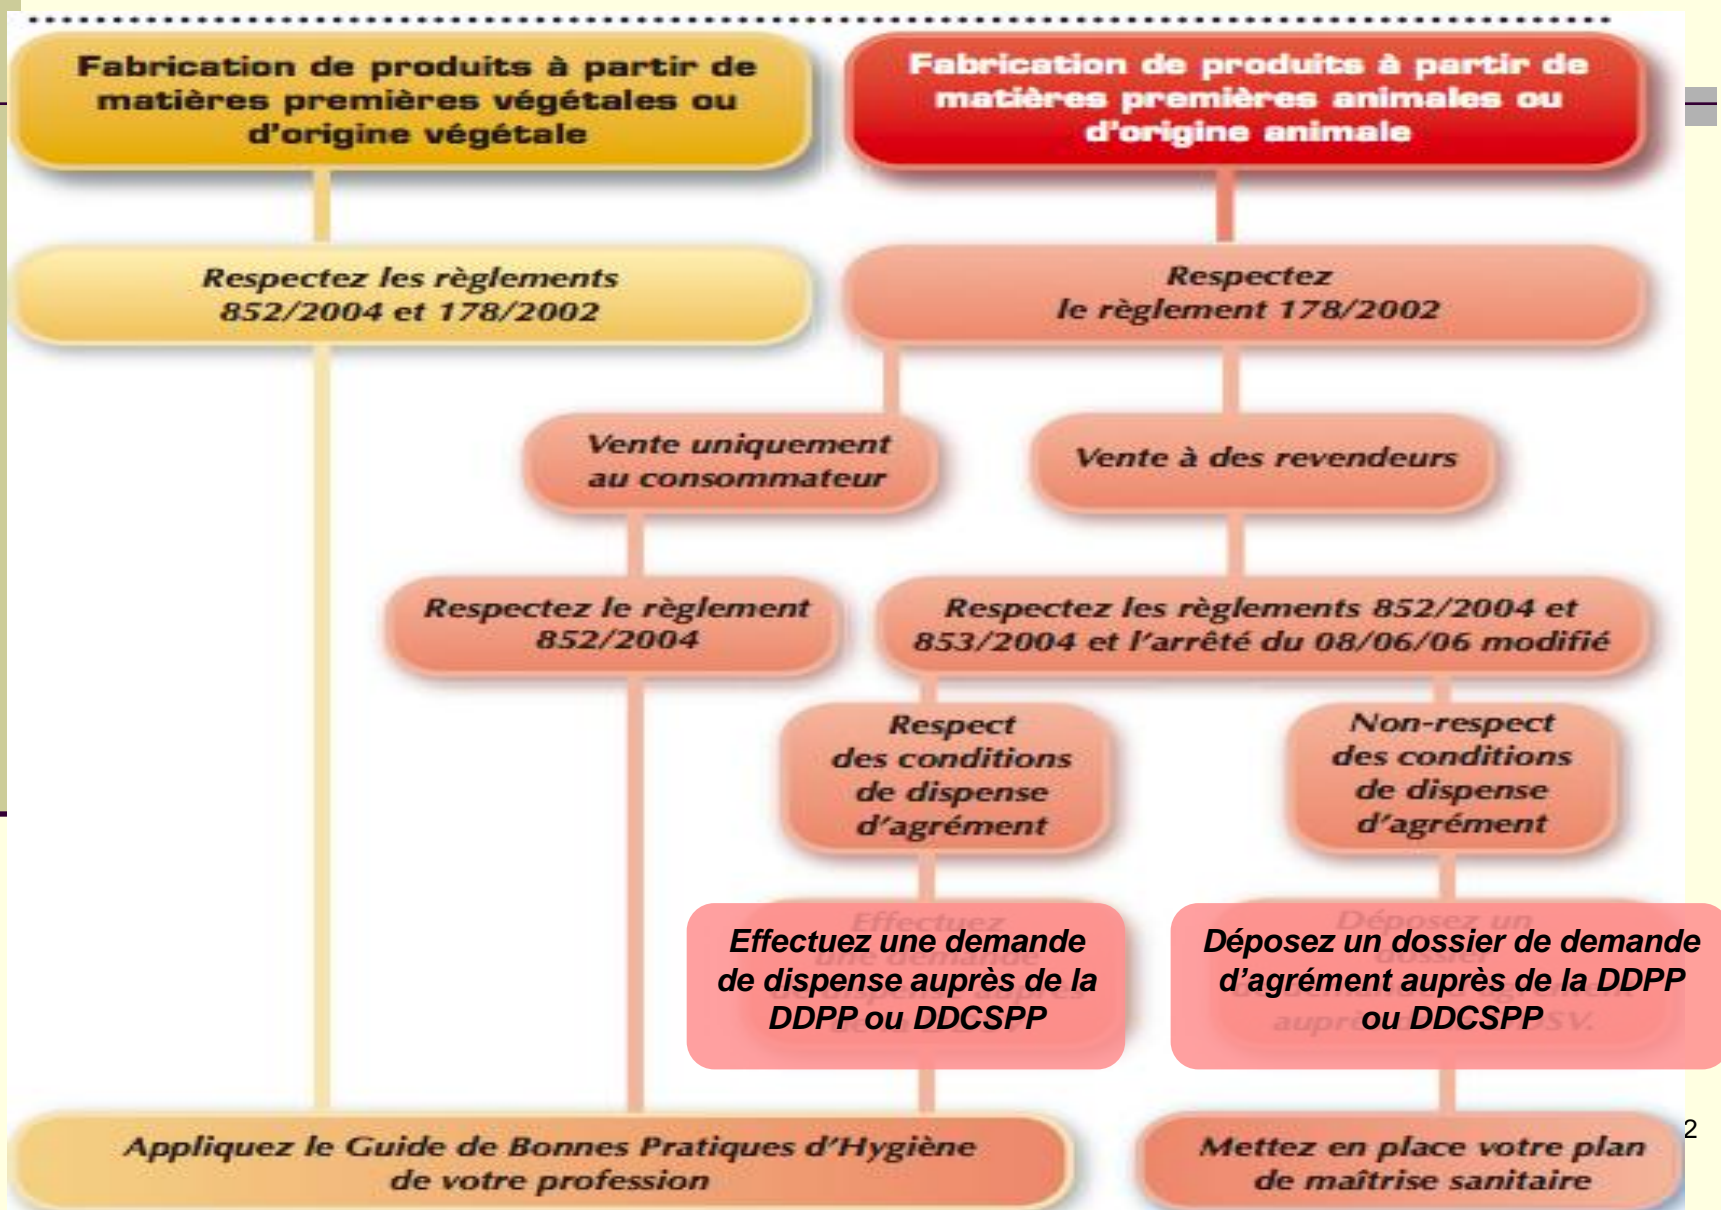 Fabrication de produits à partir de
matières premières végétales ou
d'origine végétale
Fabrication de produits à partir de
matières premières animales ou
d'origine animale
Respectez les règlements
852/2004 et 178/2002
Respectez
le règlement 178/2002
Vente uniquement
au consommateur
Vente à des revendeurs
Respectez le règlement
852/2004
Respectez les règlements 852/2004 et
853/2004 et l'arrêté du 08/06/06 modifié
Respect
des conditions
de dispense
d'agrément
Non-respect
des conditions
de dispense
d'agrément
Effectuez une demande
de dispense auprès de la
DDPP ou DDCSPP
Déposez un dossier de demande
d'agrément auprès de la DDPP
ou DDCSPP
Appliquez le Guide de Bonnes Pratiques d'Hygiène
de votre profession
Mettez en place votre plan
de maîtrise sanitaire
2